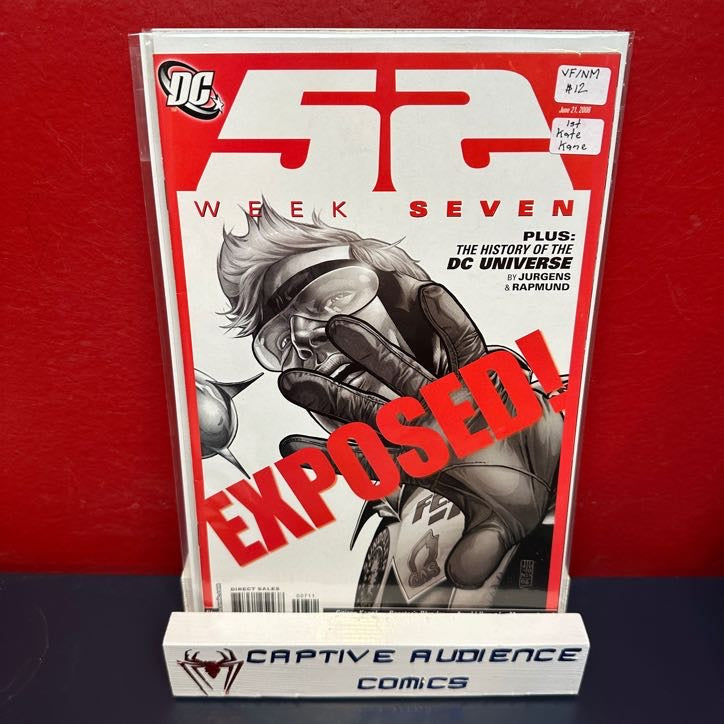 DC
52
VF/NM
$12
June 21, 2006
1st
Kate
Kane
WEEK SEVEN
PLUS:
THE HISTORY OF THE
DC UNIVERSE
BY JURGENS
& RAPMUND
EXPOSED!
DIRECT SALES
00711
CAPTIVE AUDIENCE
COMICS